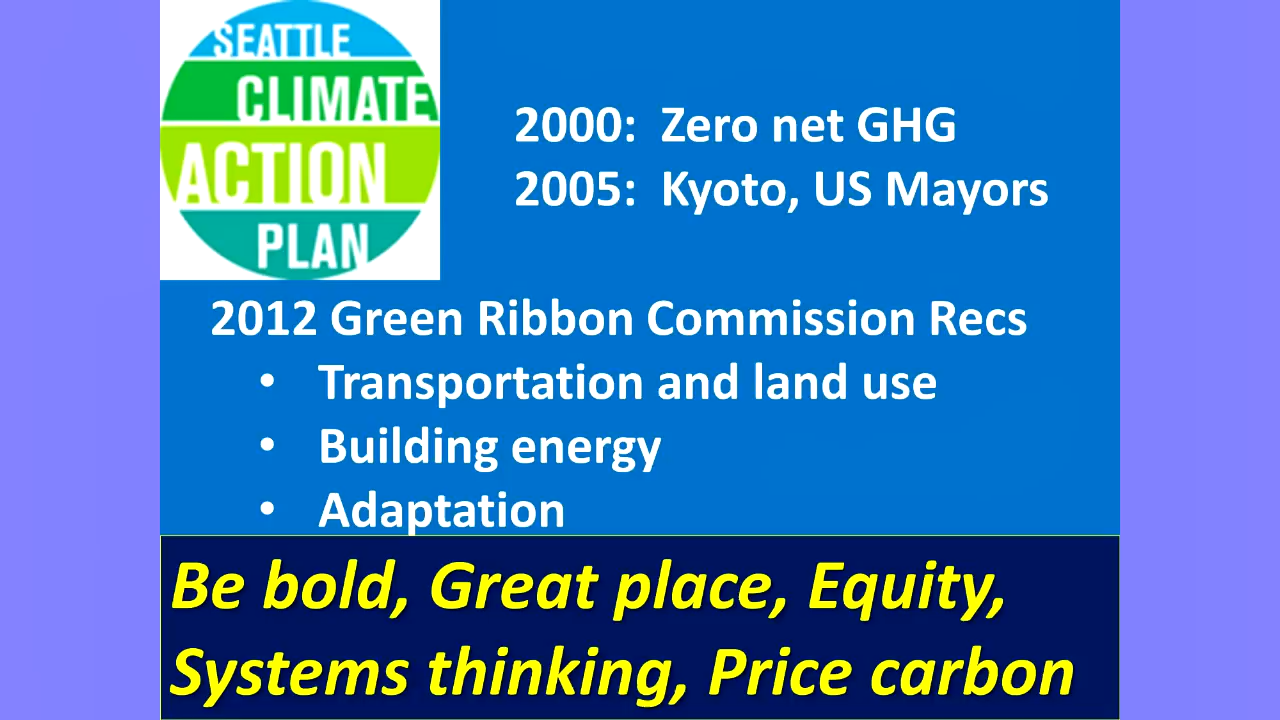 SEATTLE
CLIMATE
ACTION
PLAN
2000: Zero net GHG
2005: Kyoto, US Mayors
2012 Green Ribbon Commission Recs
• Transportation and land use
• Building energy
• Adaptation
Be bold, Great place, Equity,
Systems thinking, Price carbon